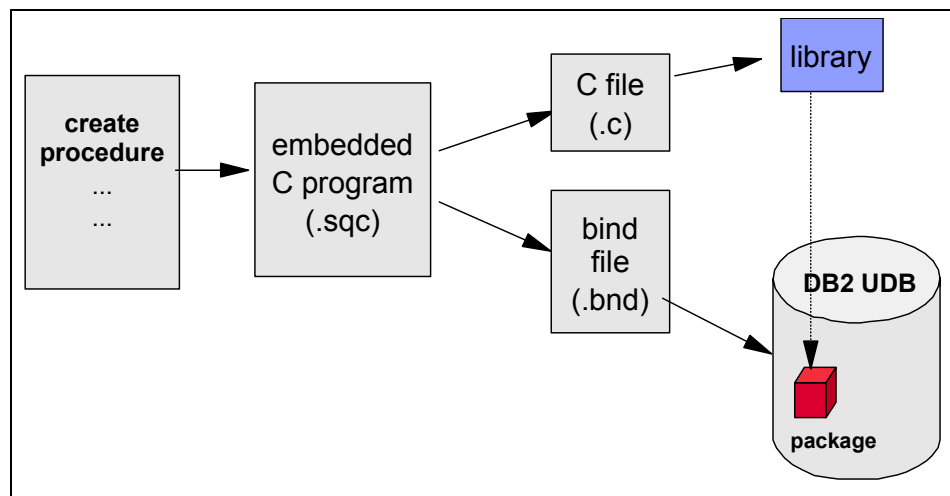 create
procedure
...
...
embedded
C program
(.sqc)
C file
(.c)
library
bind
file
(.bnd)
DB2 UDB
package